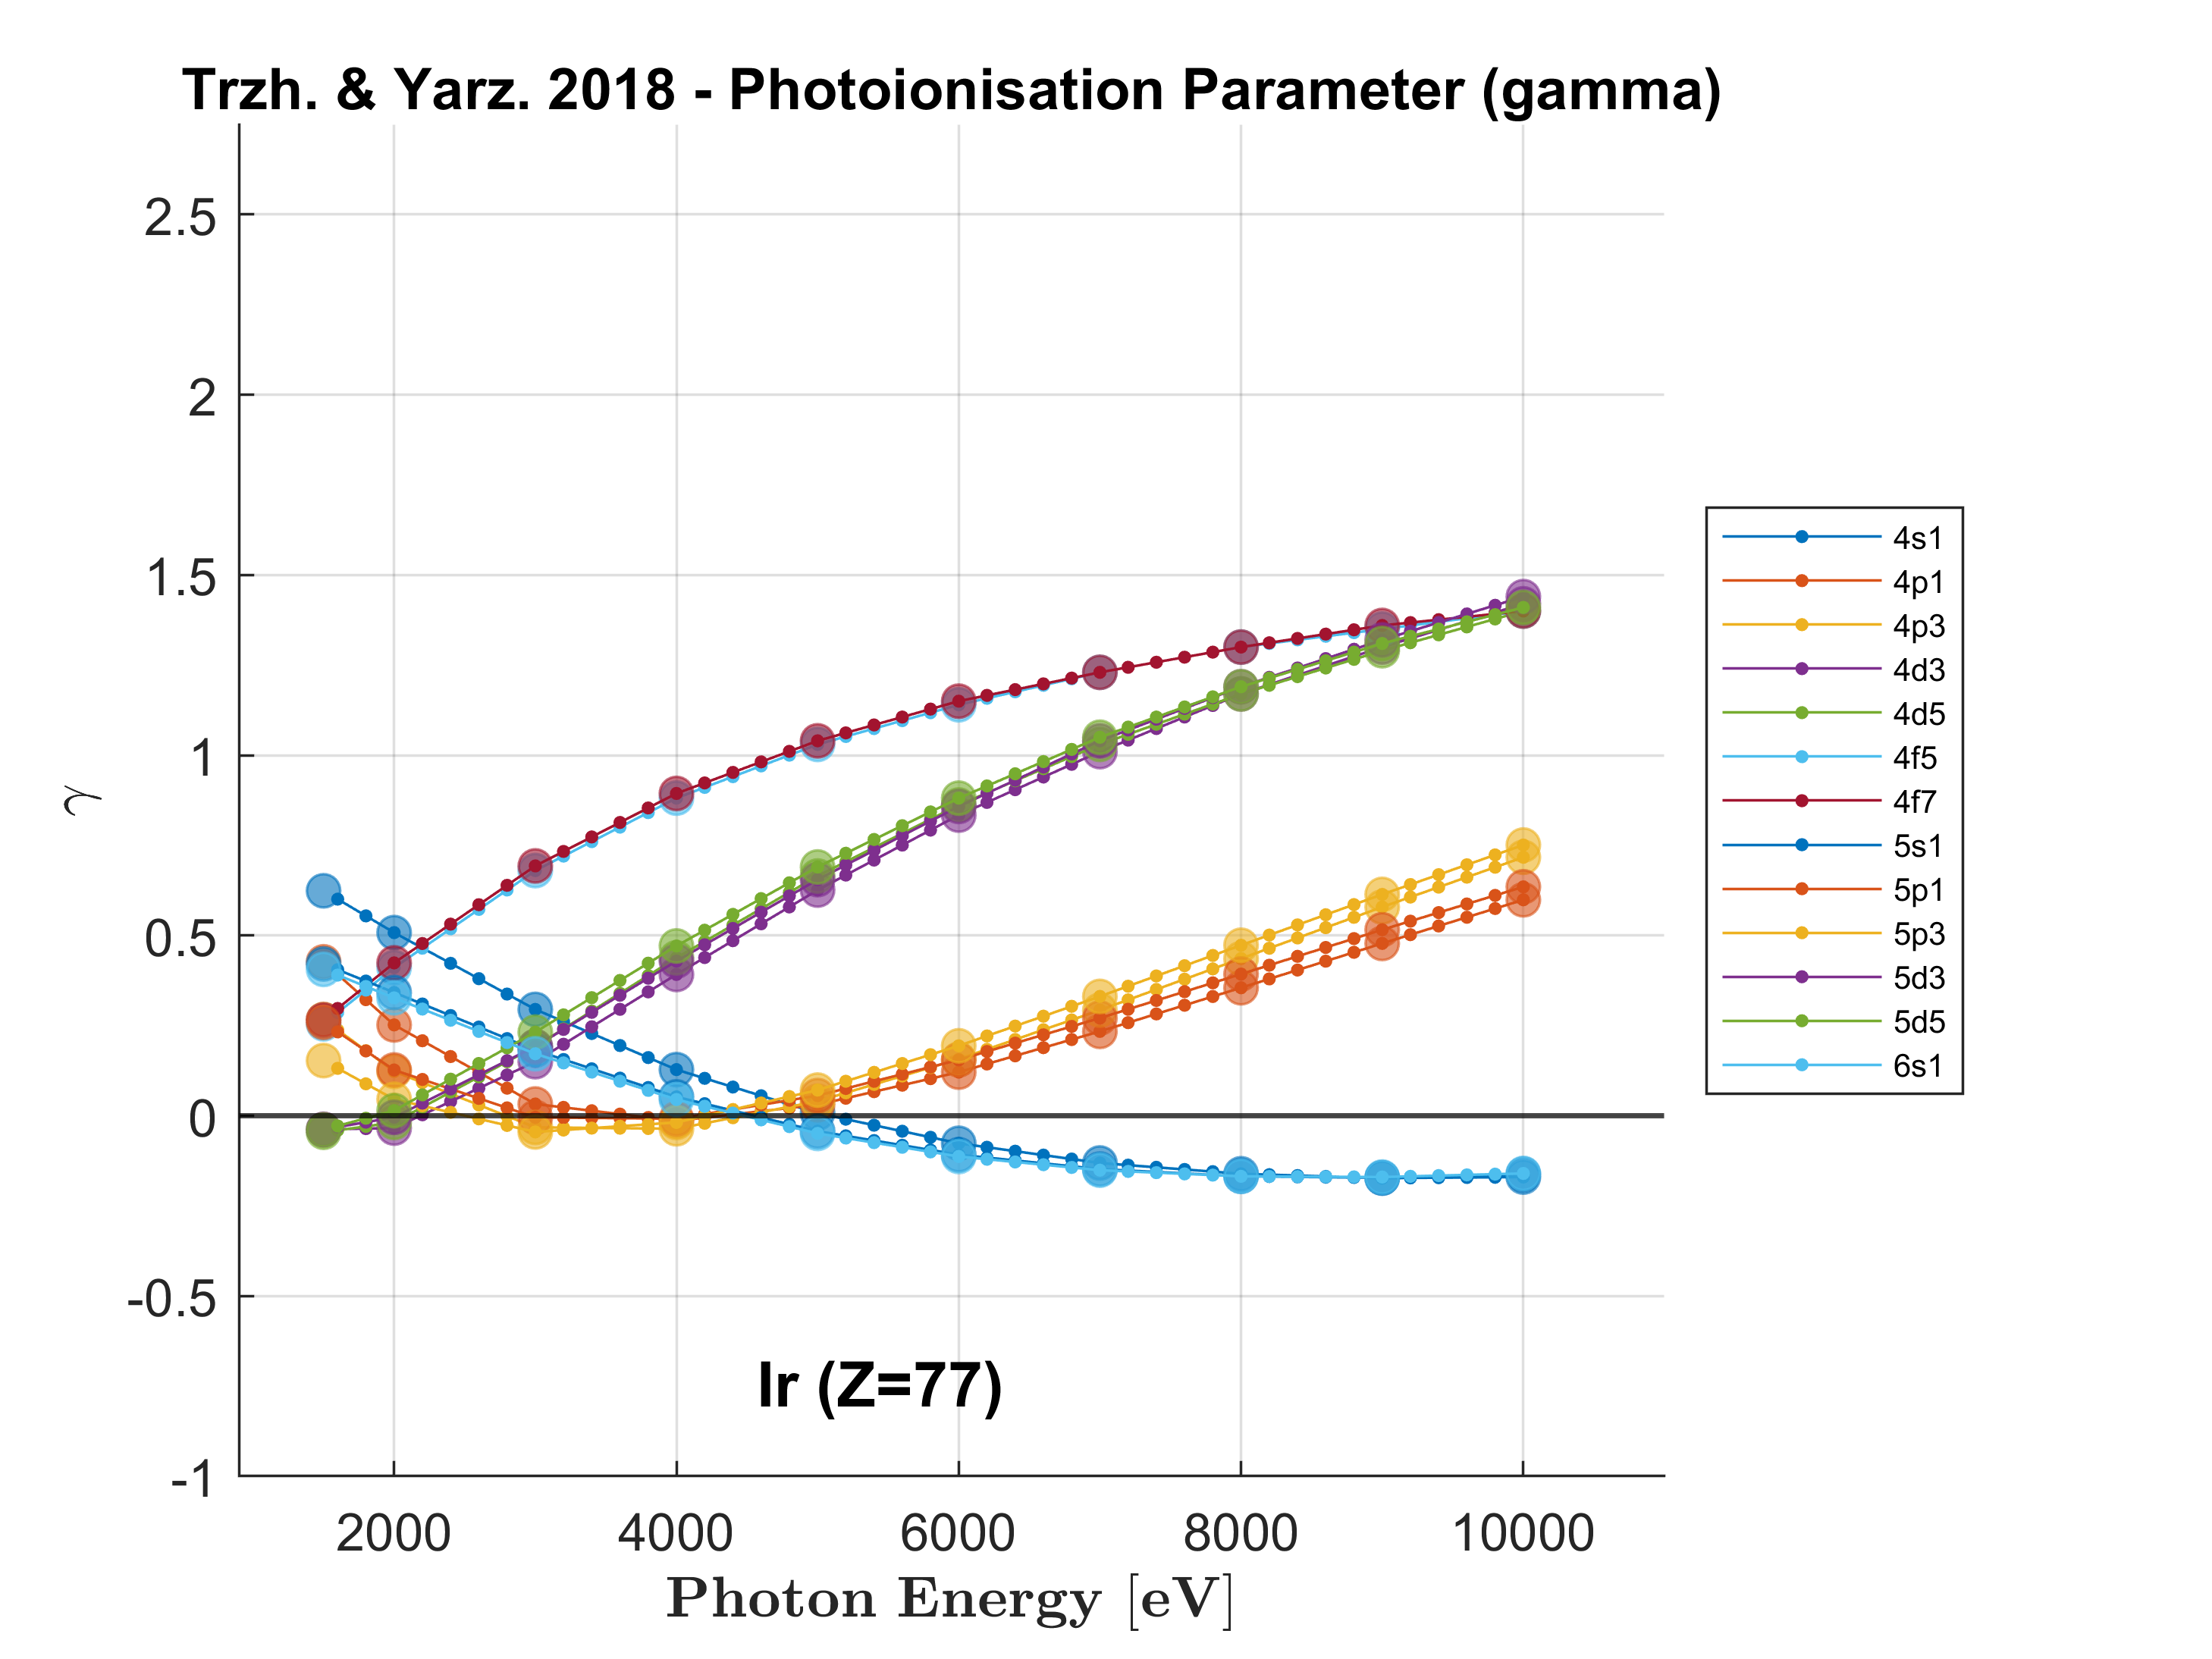 Trzh. & Yarz. 2018 - Photoionisation Parameter (gamma)
2.5
2
1.5
1
0.5
0
-0.5
-1
γ
2000 4000 6000 8000 10000
Photon Energy [eV]
Ir (Z=77)
4s1
4p1
4p3
4d3
4d5
4f5
4f7
5s1
5p1
5p3
5d3
5d5
6s1